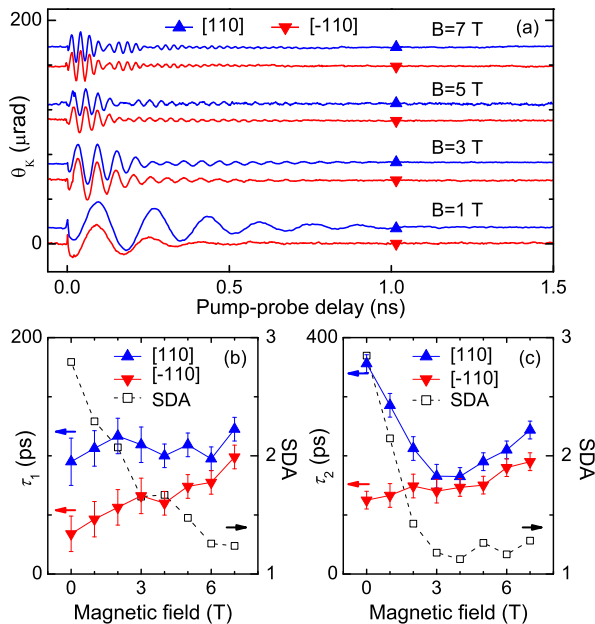 200
[110] [-110]
(a)
B=7 T
B=5 T
B=3 T
B=1 T
0
θK (μrad)
0.0 0.5 1.0 1.5
Pump-probe delay (ns)
200
[110]
[-110]
SDA
(b)
3
2
1
0
τ1 (ps)
SDA
0 3 6
Magnetic field (T)
400
[110]
[-110]
SDA
(c)
3
2
1
0
τ2 (ps)
SDA
0 3 6
Magnetic field (T)